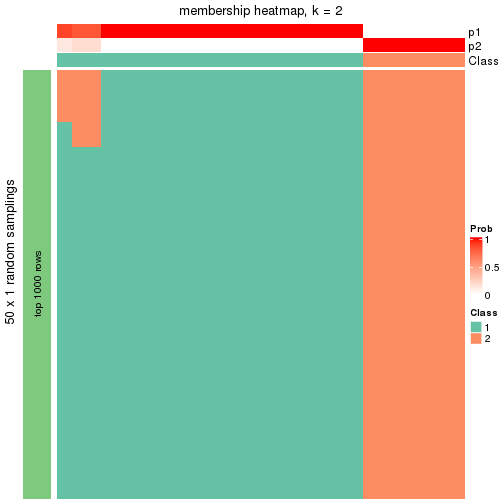 membership heatmap, k = 2
p1
p2
Class
50 x 1 random samplings
top 1000 rows
Prob
1
0.5
0
Class
1
2